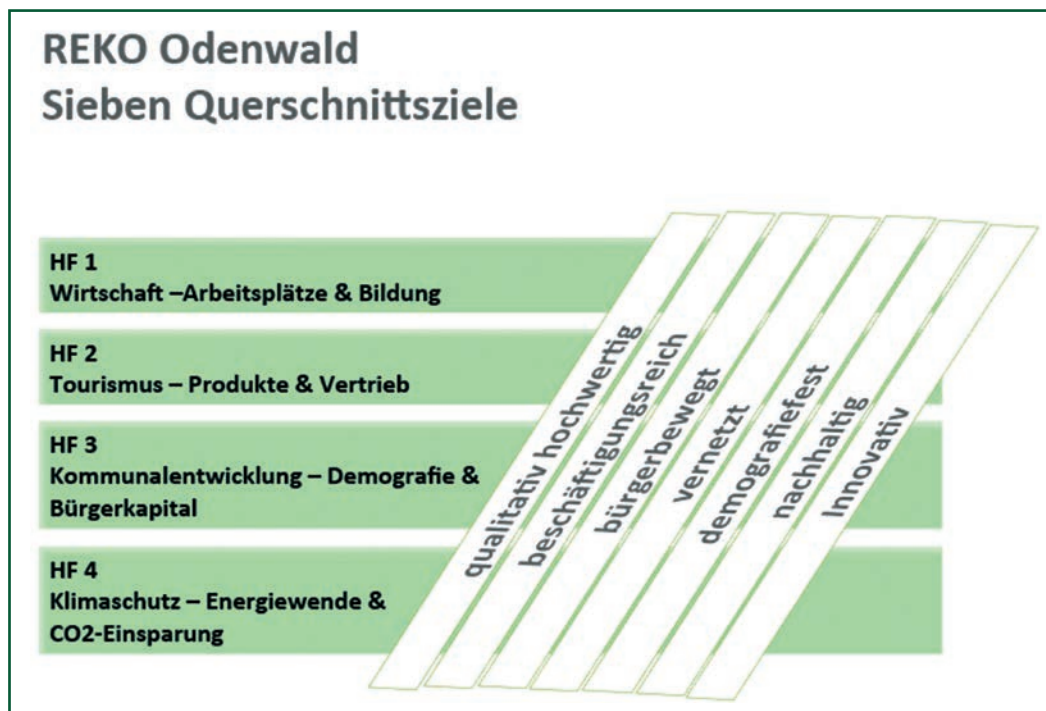 REKO Odenwald
Sieben Querschnittsziele
HF 1
Wirtschaft –Arbeitsplätze & Bildung
HF 2
Tourismus – Produkte & Vertrieb
HF 3
Kommunalentwicklung – Demografie &
Bürgerkapital
HF 4
Klimaschutz – Energiewende &
CO2-Einsparung
qualitativ hochwertig
beschäftigungsreich
bürgerbewegt
vernetzt
demografiefest
nachhaltig
Innovativ